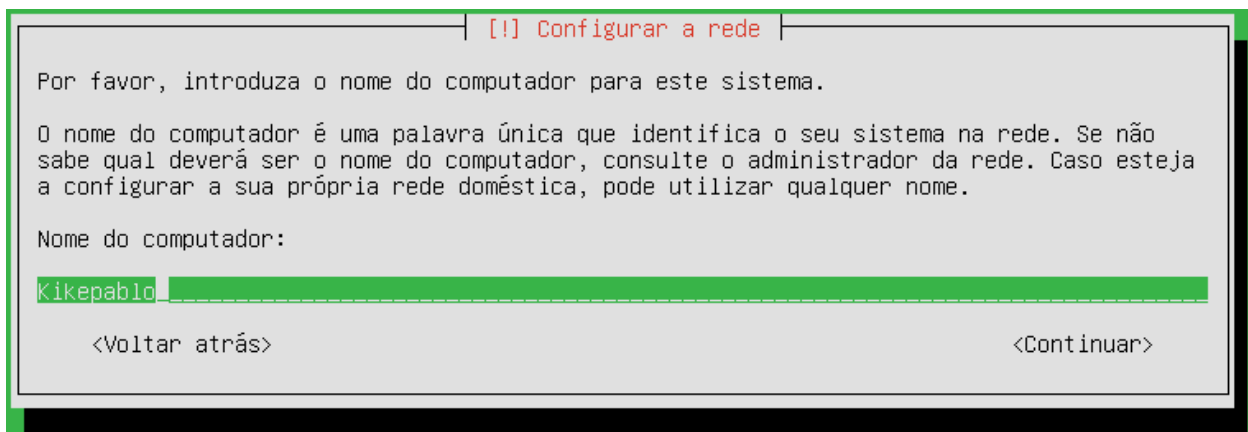 [!] Configurar a rede
Por favor, introduza o nome do computador para este sistema.
O nome do computador é uma palavra única que identifica o seu sistema na rede. Se não
sabe qual deverá ser o nome do computador, consulte o administrador da rede. Caso esteja
a configurar a sua própria rede doméstica, pode utilizar qualquer nome.
Nome do computador:
Kikepablo
<Voltar atrás> <Continuar>